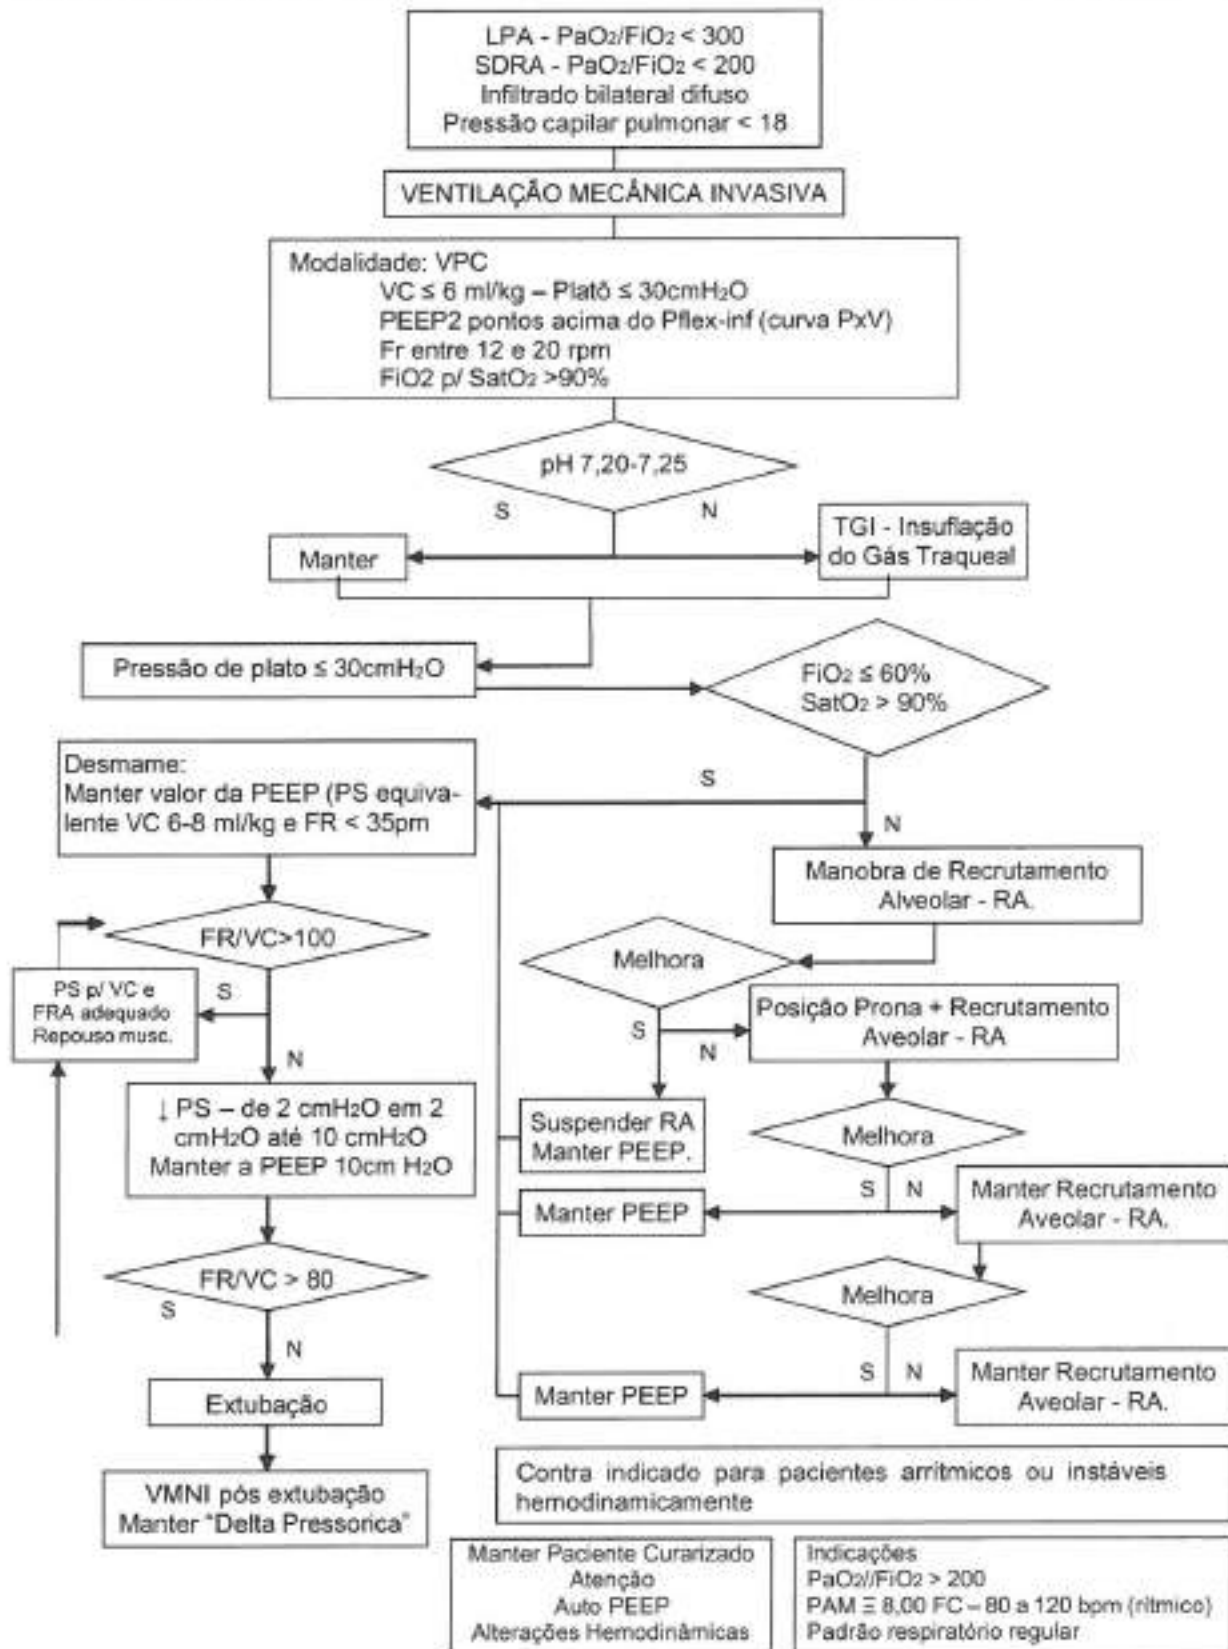 LPA - PaO2/FiO2 < 300
SDRA - PaO2/FiO2 < 200
Infiltrado bilateral difuso
Pressão capilar pulmonar < 18
VENTILAÇÃO MECÂNICA INVASIVA
Modalidade: VPC
VC ≤ 6 ml/kg – Platô ≤ 30cmH2O
PEEP2 pontos acima do Pflex-inf (curva PxV)
Fr entre 12 e 20 rpm
FiO2 p/ SatO2 >90%
pH 7,20-7,25
S
N
Manter
TGI - Insuflação
do Gás Traqueal
Pressão de plato ≤ 30cmH2O
FiO2 ≤ 60%
SatO2 > 90%
S
N
Desmame:
Manter valor da PEEP (PS equiva-
lente VC 6-8 ml/kg e FR < 35pm
Manobra de Recrutamento
Alveolar - RA.
FR/VC>100
Melhora
PS p/ VC e
FRA adequado
Repouso musc.
S
N
S
N
Posição Prona + Recrutamento
Aveolar - RA
↓ PS – de 2 cmH2O em 2
cmH2O até 10 cmH2O
Manter a PEEP 10cm H2O
Suspender RA
Manter PEEP.
Melhora
S
N
Manter PEEP
Manter Recrutamento
Aveolar - RA.
FR/VC > 80
S
N
Melhora
S
N
Manter PEEP
Manter Recrutamento
Aveolar - RA.
Extubação
VMNI pós extubação
Manter "Delta Pressorica"
Contra indicado para pacientes arrítmicos ou instáveis
hemodinamicamente
Manter Paciente Curarizado
Atenção
Auto PEEP
Alterações Hemodinâmicas
Indicações
PaO2//FiO2 > 200
PAM Ξ 8,00 FC – 80 a 120 bpm (rítmico)
Padrão respiratório regular